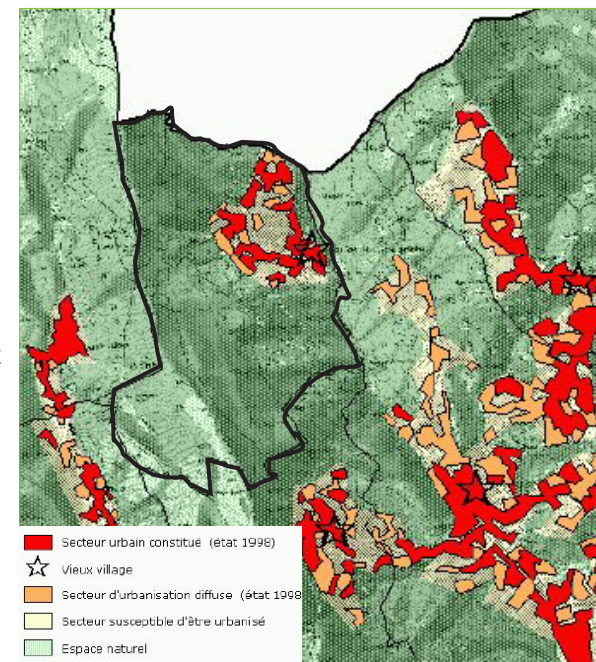 Secteur urbain constitué (état 1998)
Vieux village
Secteur d'urbanisation diffuse (état 1998
Secteur susceptible d'être urbanisé
Espace naturel